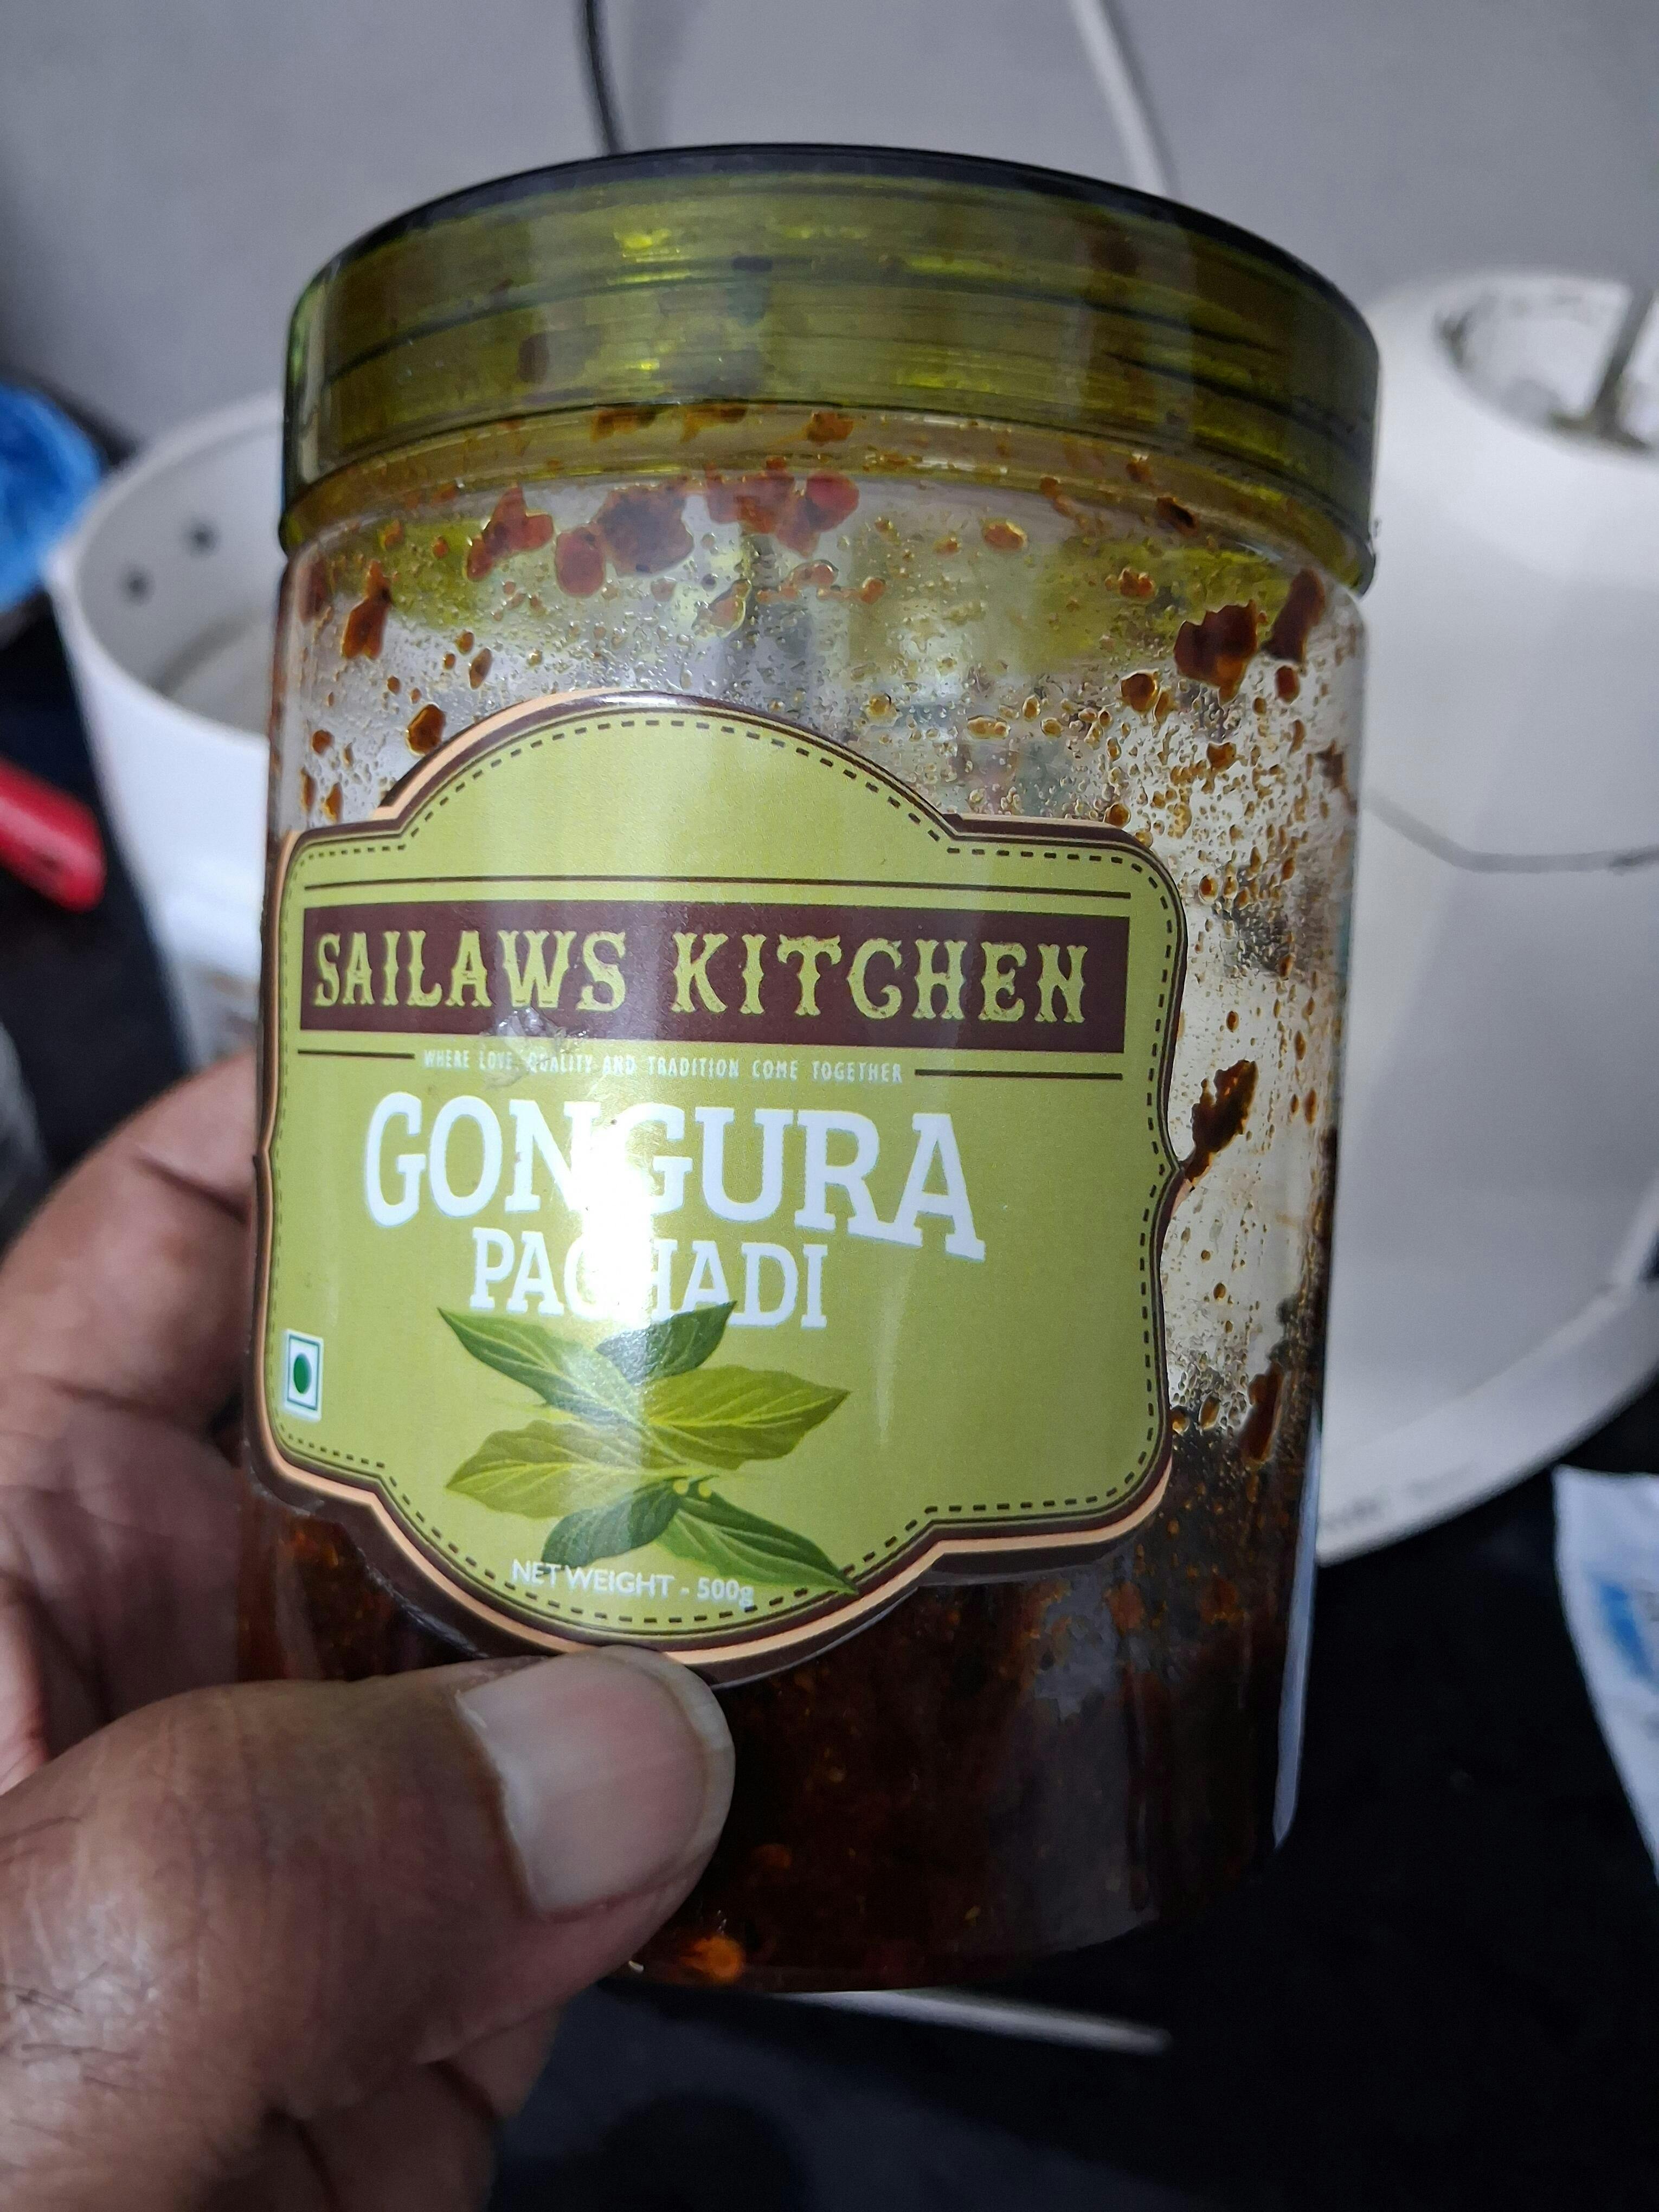 SAILAWS KITCHEN
WHERE LOVE, QUALITY AND TRADITION COME TOGETHER
GONGURA
PACHADI
NET WEIGHT - 500g